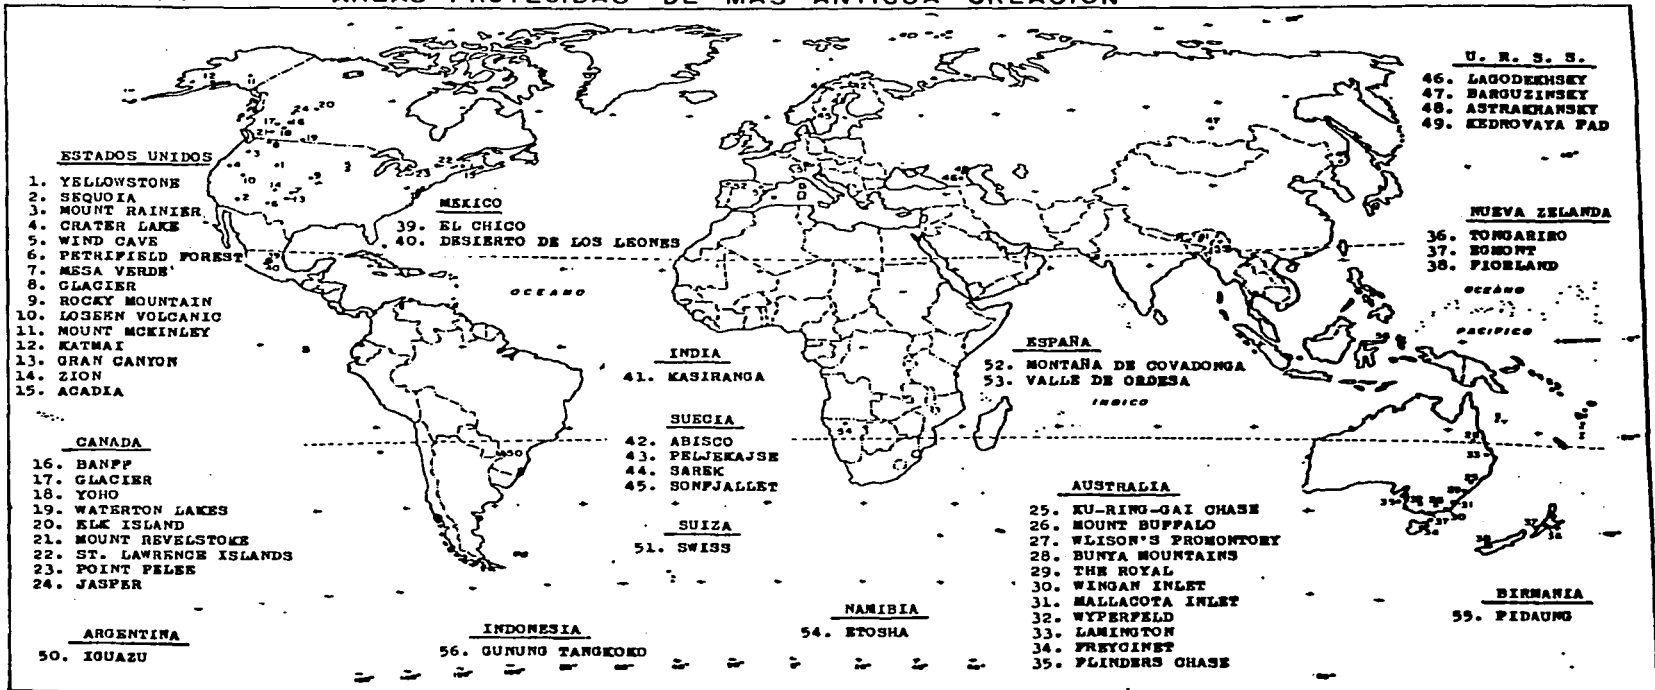 AREAS PROTEGIDAS DE MAS ANTIGUA CREACION
U. R. S. S.
46. LAGODEKHSKY
47. BARGUZINSKY
48. ASTRAKHANSKY
49. KEDROVAYA PAD
ESTADOS UNIDOS
1. YELLOWSTONE
2. SEQUOIA
3. MOUNT RAINIER
4. CRATER LAKE
5. WIND CAVE
6. PETRIFIELD FOREST
7. MESA VERDE
8. GLACIER
9. ROCKY MOUNTAIN
10. LOSEEN VOLCANIC
11. MOUNT MCKINLEY
12. KATMAI
13. GRAN CANYON
14. ZION
15. ACADIA
MEXICO
39. EL CHICO
40. DESIERTO DE LOS LEONES
NUEVA ZELANDA
36. TONGARIRO
37. EGMONT
38. FIORLAND
OCEANO
OCEANO
PACIFICO
INDIA
41. KASIRANGA
ESPAÑA
52. MONTAÑA DE COVADONGA
53. VALLE DE ORDESA
INDICO
CANADA
16. BANFF
17. GLACIER
18. YOHO
19. WATERTON LAKES
20. ELK ISLAND
21. MOUNT REVELSTOKE
22. ST. LAWRENCE ISLANDS
23. POINT PELEE
24. JASPER
SUECIA
42. ABISCO
43. PELJEKAJSE
44. SAREK
45. SONFJALLET
SUIZA
51. SWISS
AUSTRALIA
25. KU-RING-GAI CHASE
26. MOUNT BUFFALO
27. WLISON'S PROMONTORY
28. BUNYA MOUNTAINS
29. THE ROYAL
30. WINGAN INLET
31. MALLACOTA INLET
32. WYPERFELD
33. LAMINGTON
34. FREYCINET
35. FLINDERS CHASE
BIRMANIA
55. PIDAUNG
ARGENTINA
50. IGUAZU
INDONESIA
56. GUNUNG TANGKOKO
NAMIBIA
54. ETOSHA